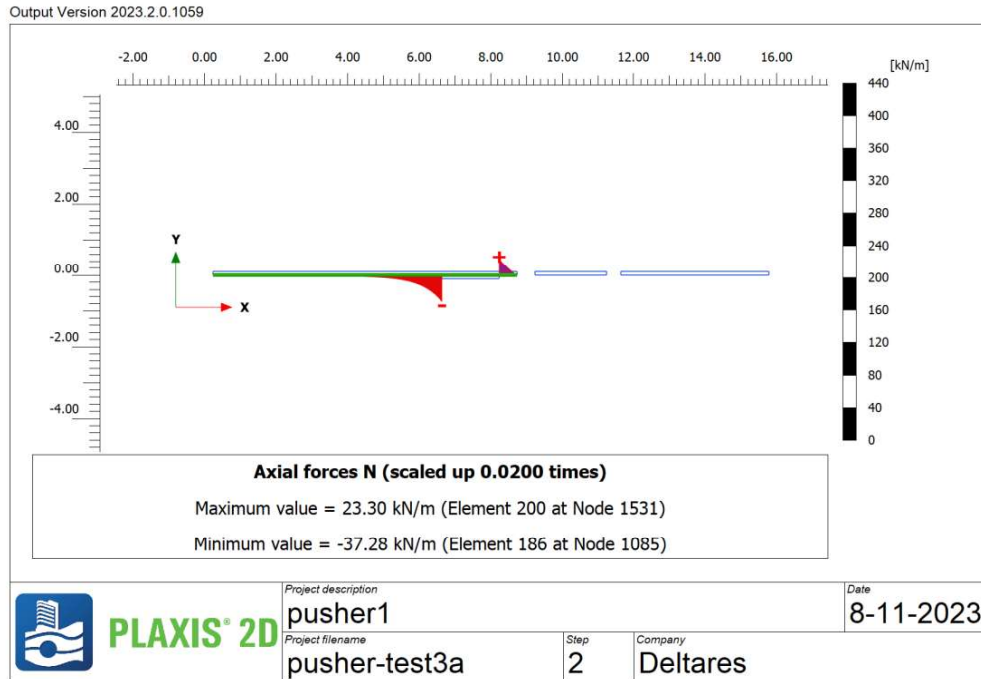 Output Version 2023.2.0.1059
-2.00 0.00 2.00 4.00 6.00 8.00 10.00 12.00 14.00 16.00
[kN/m]
440
400
360
320
280
240
200
160
120
80
40
0
4.00
2.00
0.00
-2.00
-4.00
Y
X
+
-
Axial forces N (scaled up 0.0200 times)
Maximum value = 23.30 kN/m (Element 200 at Node 1531)
Minimum value = -37.28 kN/m (Element 186 at Node 1085)
PLAXIS® 2D
Project description
pusher1
Date
8-11-2023
Project filename
pusher-test3a
Step
2
Company
Deltares